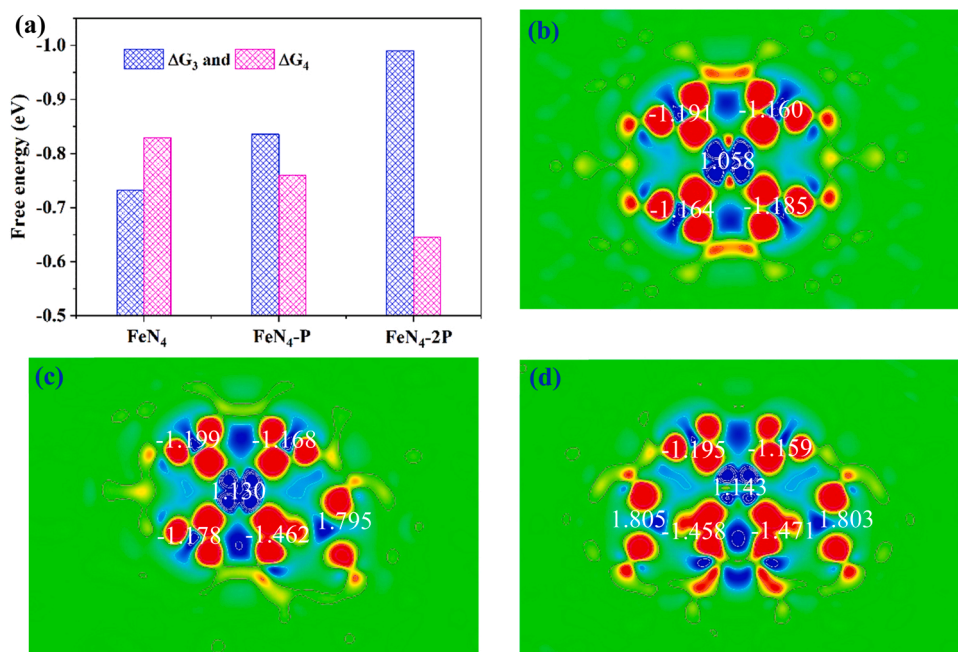 (a)
ΔG₃ and ΔG₄
Free energy (eV)
-1.0
-0.9
-0.8
-0.7
-0.6
-0.5
FeN₄
FeN₄-P
FeN₄-2P
(b)
-1.191
-1.160
1.058
-1.164
-1.185
(c)
-1.199
-1.168
1.130
1.795
-1.178
-1.462
(d)
-1.195
-1.159
1.143
1.805
1.803
-1.458
-1.471